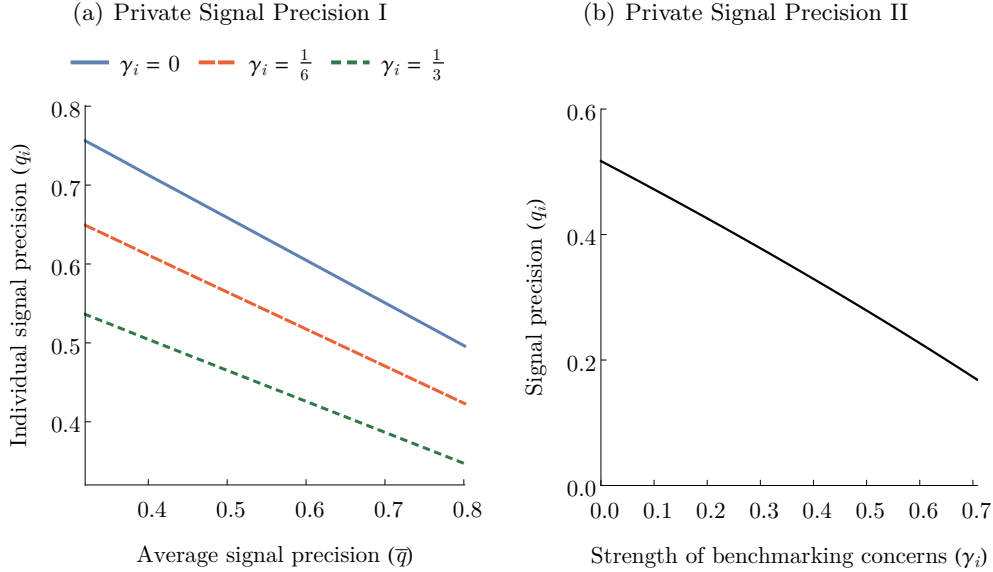 (a) Private Signal Precision I
γi = 0
γi = 1/6
γi = 1/3
Individual signal precision (qi)
0.8
0.7
0.6
0.5
0.4
0.4 0.5 0.6 0.7 0.8
Average signal precision (q̅)
(b) Private Signal Precision II
Signal precision (qi)
0.6
0.4
0.2
0.0
0.0 0.1 0.2 0.3 0.4 0.5 0.6 0.7
Strength of benchmarking concerns (γi)